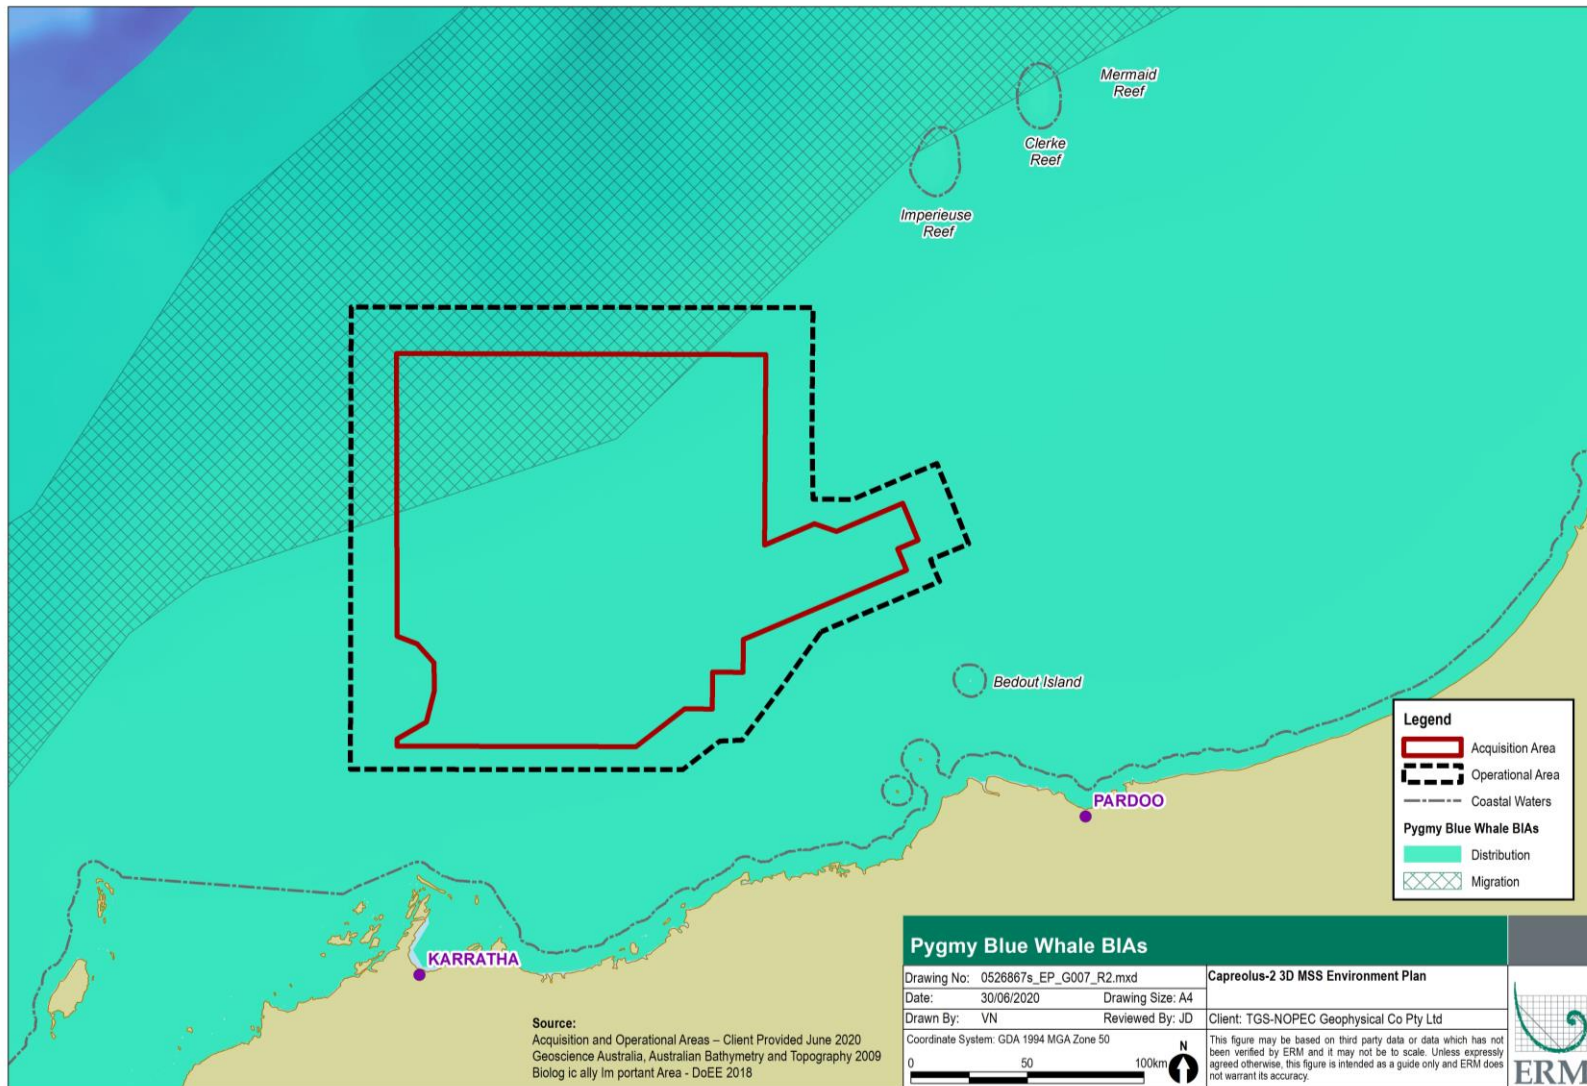 Mermaid
Reef
Clerke
Reef
Imperieuse
Reef
Bedout Island
PARDOO
KARRATHA
Legend
Acquisition Area
Operational Area
Coastal Waters
Pygmy Blue Whale BIAs
Distribution
Migration
Source:
Acquisition and Operational Areas – Client Provided June 2020
Geoscience Australia, Australian Bathymetry and Topography 2009
Biolog ic ally Im portant Area - DoEE 2018
Pygmy Blue Whale BIAs
Drawing No: 0526867s_EP_G007_R2.mxd
Date: 30/06/2020 Drawing Size: A4
Drawn By: VN Reviewed By: JD
Coordinate System: GDA 1994 MGA Zone 50
0 50 100km
N
Capreolus-2 3D MSS Environment Plan
Client: TGS-NOPEC Geophysical Co Pty Ltd
This figure may be based on third party data or data which has not
been verified by ERM and it may not be to scale. Unless expressly
agreed otherwise, this figure is intended as a guide only and ERM does
not warrant its accuracy.
ERM